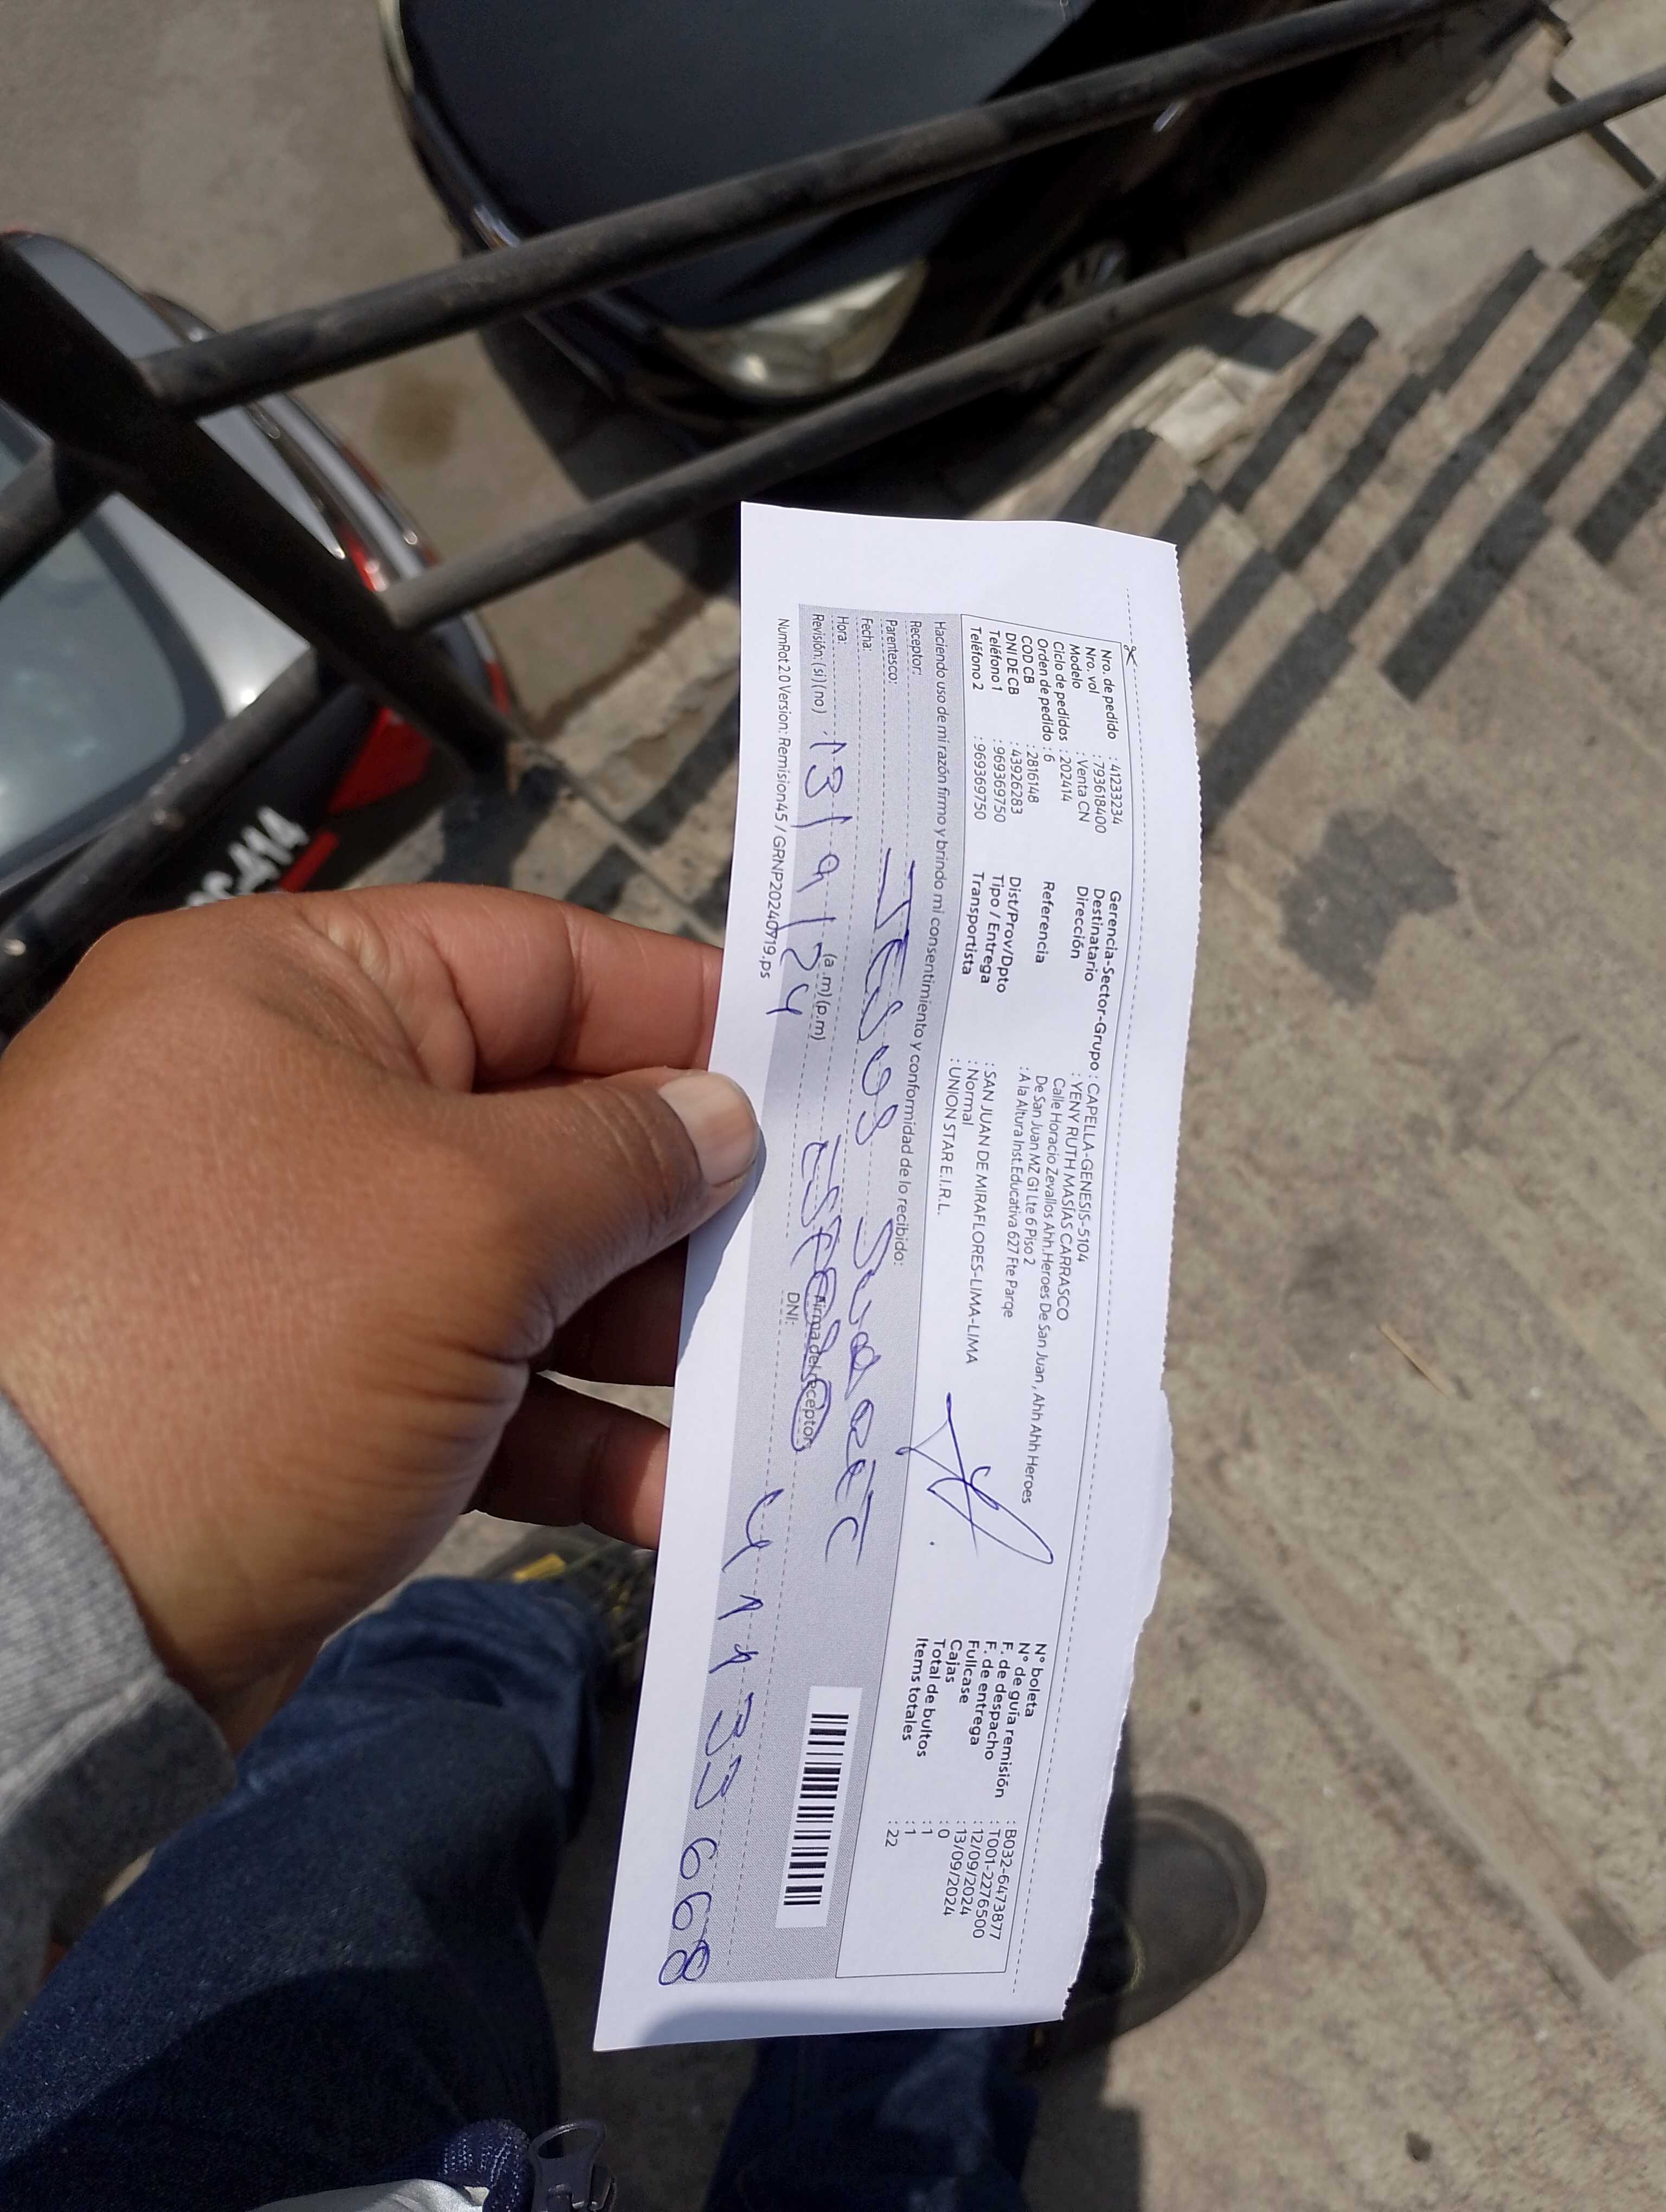 Nro. de pedido : 41233234
Nro. vol : 793618400
Modelo : Venta CN
Ciclo de pedidos : 202414
Orden de pedido : 6
COD CB : 2816148
DNI DE CB : 43926283
Teléfono 1 : 969369750
Teléfono 2 : 969369750
Gerencia-Sector-Grupo : CAPELLA-GENESIS-5104
Destinatario : YENY RUTH MASÍAS CARRASCO
Dirección Calle Horacio Zevallos Ahh.Heroes De San Juan , Ahh Ahh Heroes
De San Juan MZ G1 Lte 6 Piso 2
Referencia : A la Altura Inst.Educativa 627 Fte Parqe
Dist/Prov/Dpto : SAN JUAN DE MIRAFLORES-LIMA-LIMA
Tipo / Entrega : Normal
Transportista : UNION STAR E.I.R.L.
N° boleta : B032-6473877
N° de guía remisión : T001-2276500
F. de despacho : 12/09/2024
F. de entrega : 13/09/2024
Fullcase : 0
Cajas : 1
Total de bultos : 1
Items totales : 22
Haciendo uso de mi razón firmo y brindo mi consentimiento y conformidad de lo recibido:
Receptor:
Parentesco: Jesus
Fecha:
Hora: (a.m) (p.m)
Revisión: (si) (no) 13/9/24
Firma del receptor
DNI: 41133668
NumRot 2.0 Version: Remision45 / GRNP20240719.ps
-414